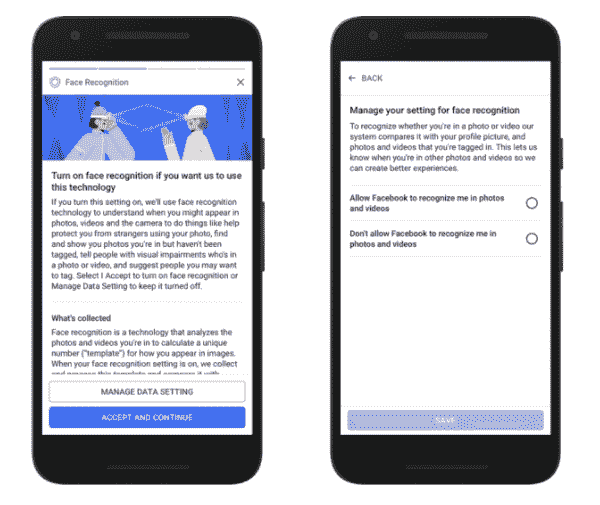 Face Recognition
Turn on face recognition if you want us to use
this technology
If you turn this setting on, we'll use face recognition
technology to understand when you might appear in
photos, videos and the camera to do things like help
protect you from strangers using your photo, find
and show you photos you're in but haven't been
tagged, tell people with visual impairments who's in
a photo or video, and suggest people you may want
to tag. Select I Accept to turn on face recognition or
Manage Data Setting to keep it turned off.
What's collected
Face recognition is a technology that analyzes the
photos and videos you're in to calculate a unique
number ("template") for how you appear in images.
When your face recognition setting is on, we collect
MANAGE DATA SETTING
ACCEPT AND CONTINUE
← BACK
Manage your setting for face recognition
To recognize whether you're in a photo or video our
system compares it with your profile picture, and
photos and videos that you're tagged in. This lets us
know when you're in other photos and videos so we
can create better experiences.
Allow Facebook to recognize me in photos
and videos
Don't allow Facebook to recognize me in
photos and videos
SAVE